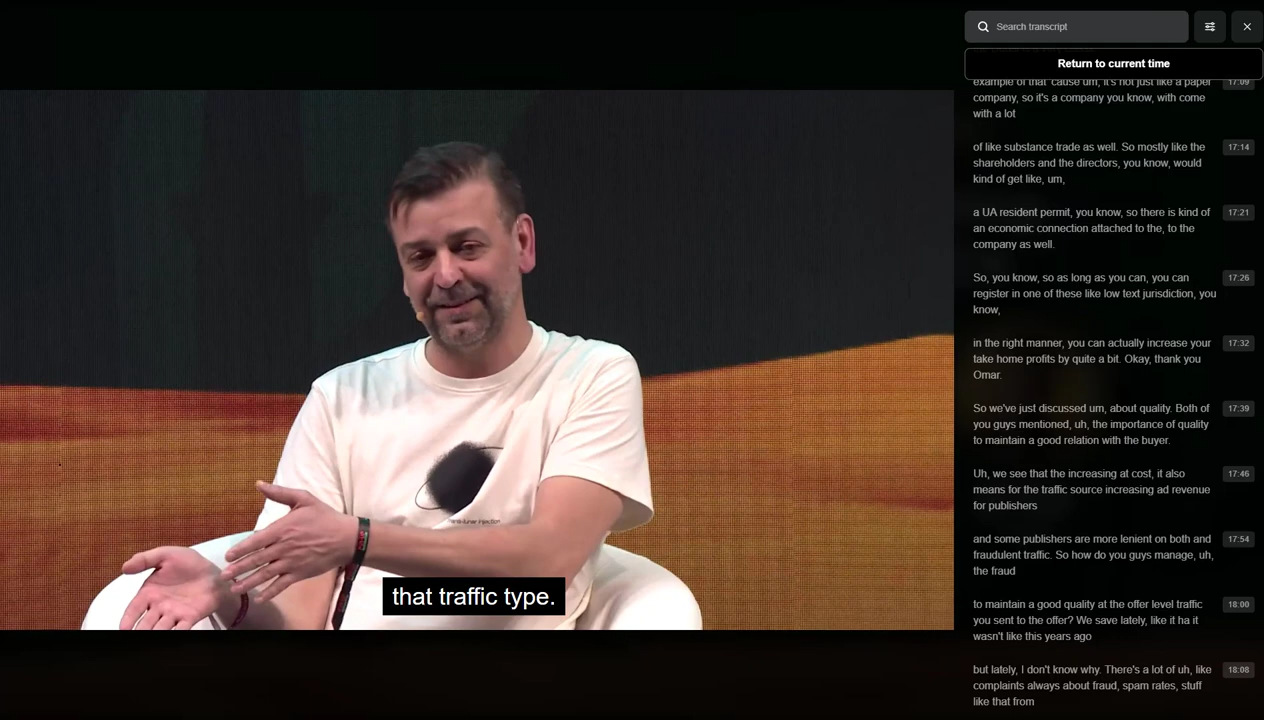 Search transcript
Return to current time
example of that 'cause um, it's not just like a paper
17:09
company, so it's a company you know, with come
with a lot
of like substance trade as well. So mostly like the
17:14
shareholders and the directors, you know, would
kind of get like, um,
a UA resident permit, you know, so there is kind of
17:21
an economic connection attached to the, to the
company as well.
So, you know, so as long as you can, you can
17:26
register in one of these like low text jurisdiction, you
know,
in the right manner, you can actually increase your
17:32
take home profits by quite a bit. Okay, thank you
Omar.
So we've just discussed um, about quality. Both of
17:39
you guys mentioned, uh, the importance of quality
to maintain a good relation with the buyer.
Uh, we see that the increasing at cost, it also
17:46
means for the traffic source increasing ad revenue
for publishers
and some publishers are more lenient on both and
17:54
fraudulent traffic. So how do you guys manage, uh,
the fraud
to maintain a good quality at the offer level traffic
18:00
you sent to the offer? We save lately, like it ha it
wasn't like this years ago
but lately, I don't know why. There's a lot of uh, like
18:08
complaints always about fraud, spam rates, stuff
like that from
that traffic type.